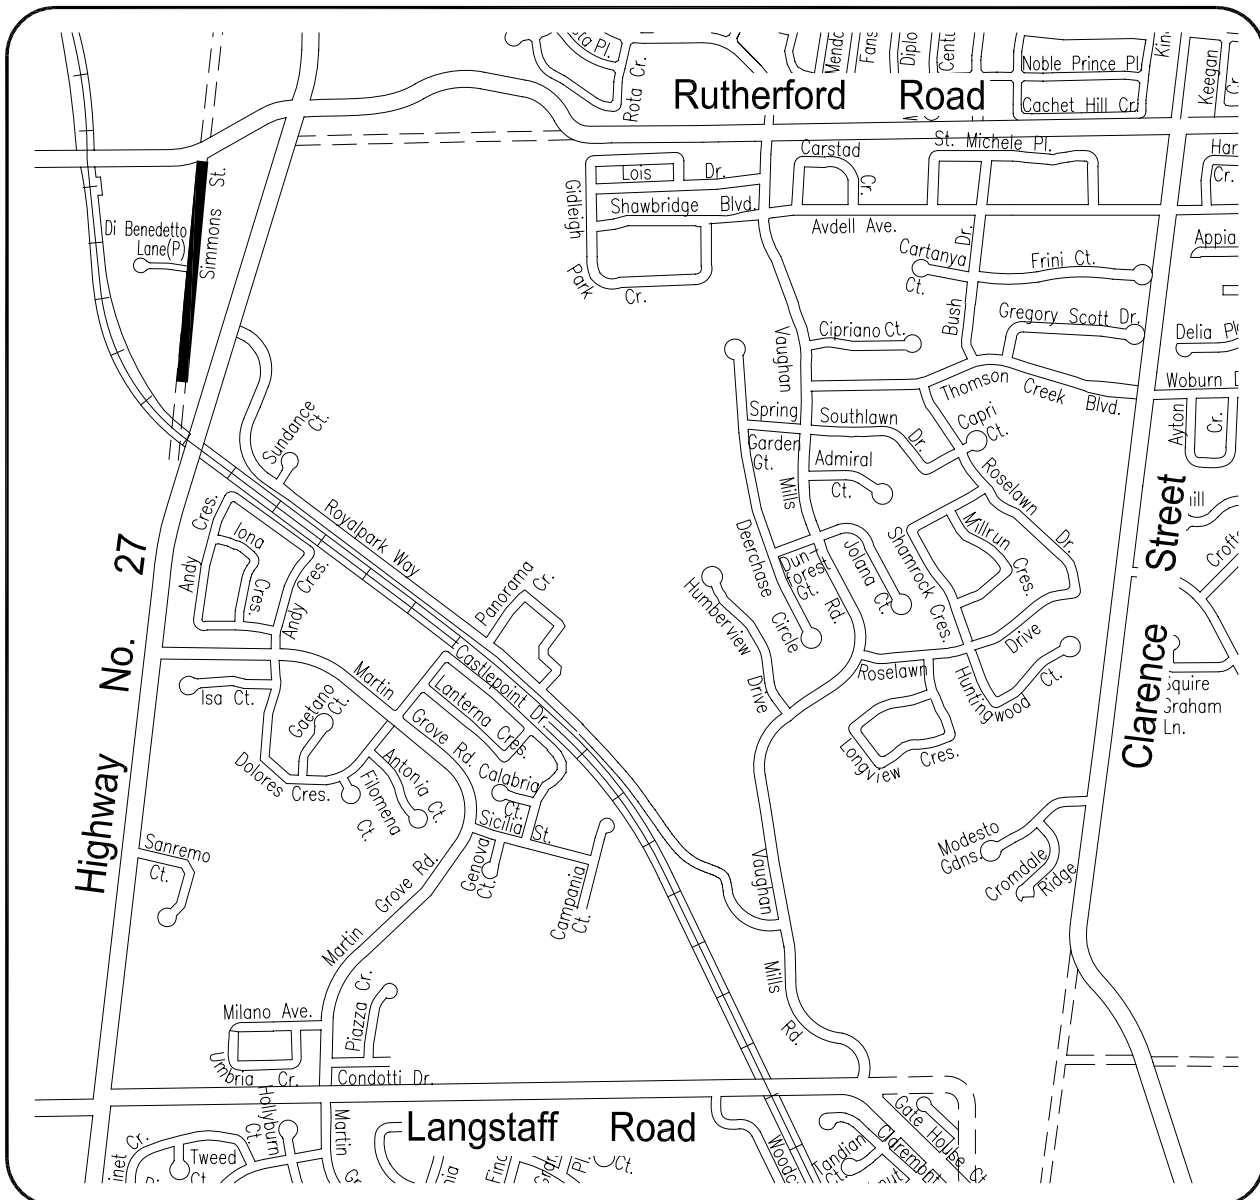 Rota Cr.
Noble Prince Pl.
Cachet Hill Cr.
Keegan
Cr.
Rutherford Road
St. Michele Pl.
Carstad
Cr.
Lois Dr.
Shawbridge Blvd.
Gidleigh
Park
Cr.
Simmons St.
Di Benedetto
Lane(P)
Avdell Ave.
Cartanya
Ct.
Bush Dr.
Frini Ct.
Gregory Scott Dr.
Cipriano Ct.
Thomson Creek Blvd.
Delia
Woburn
Ayton
Cr.
Appia
Vaughan
Mills
Rd.
Spring
Garden
Gt.
Southlawn
Dr.
Capri
Ct.
Admiral
Ct.
Roselawn
Dr.
Millrun
Cres.
Shamrock Cres.
Jolana Ct.
Dun-
forest
Gt.
Deerchase Circle
Humberview
Drive
Roselawn
Drive
Huntingwood
Ct.
Longview Cres.
Squire
Graham
Ln.
Clarence Street
Sundance
Ct.
Royalpark Way
Panorama
Cr.
Andy Cres.
Iona
Cres.
Andy Cres.
Highway No. 27
Castlepoint Dr.
Lanterna Cres.
Martin
Grove Rd.
Isa Ct.
Gaetano
Ct.
Dolores Cres.
Filomena
Ct.
Antonia
Ct.
Calabria
Ct.
Sicilia St.
Genova
Ct.
Campania
Ct.
Sanremo
Ct.
Martin Grove Rd.
Modesto
Gdns.
Cromdale
Ridge
Vaughan
Mills
Rd.
Milano Ave.
Umbria Cr.
Piazza Cr.
Condotti Dr.
Langstaff Road
Hollyburn
Ct.
Martin
Tweed
Ct.
Gate House Ct
Claremont
Tandian
Ct.